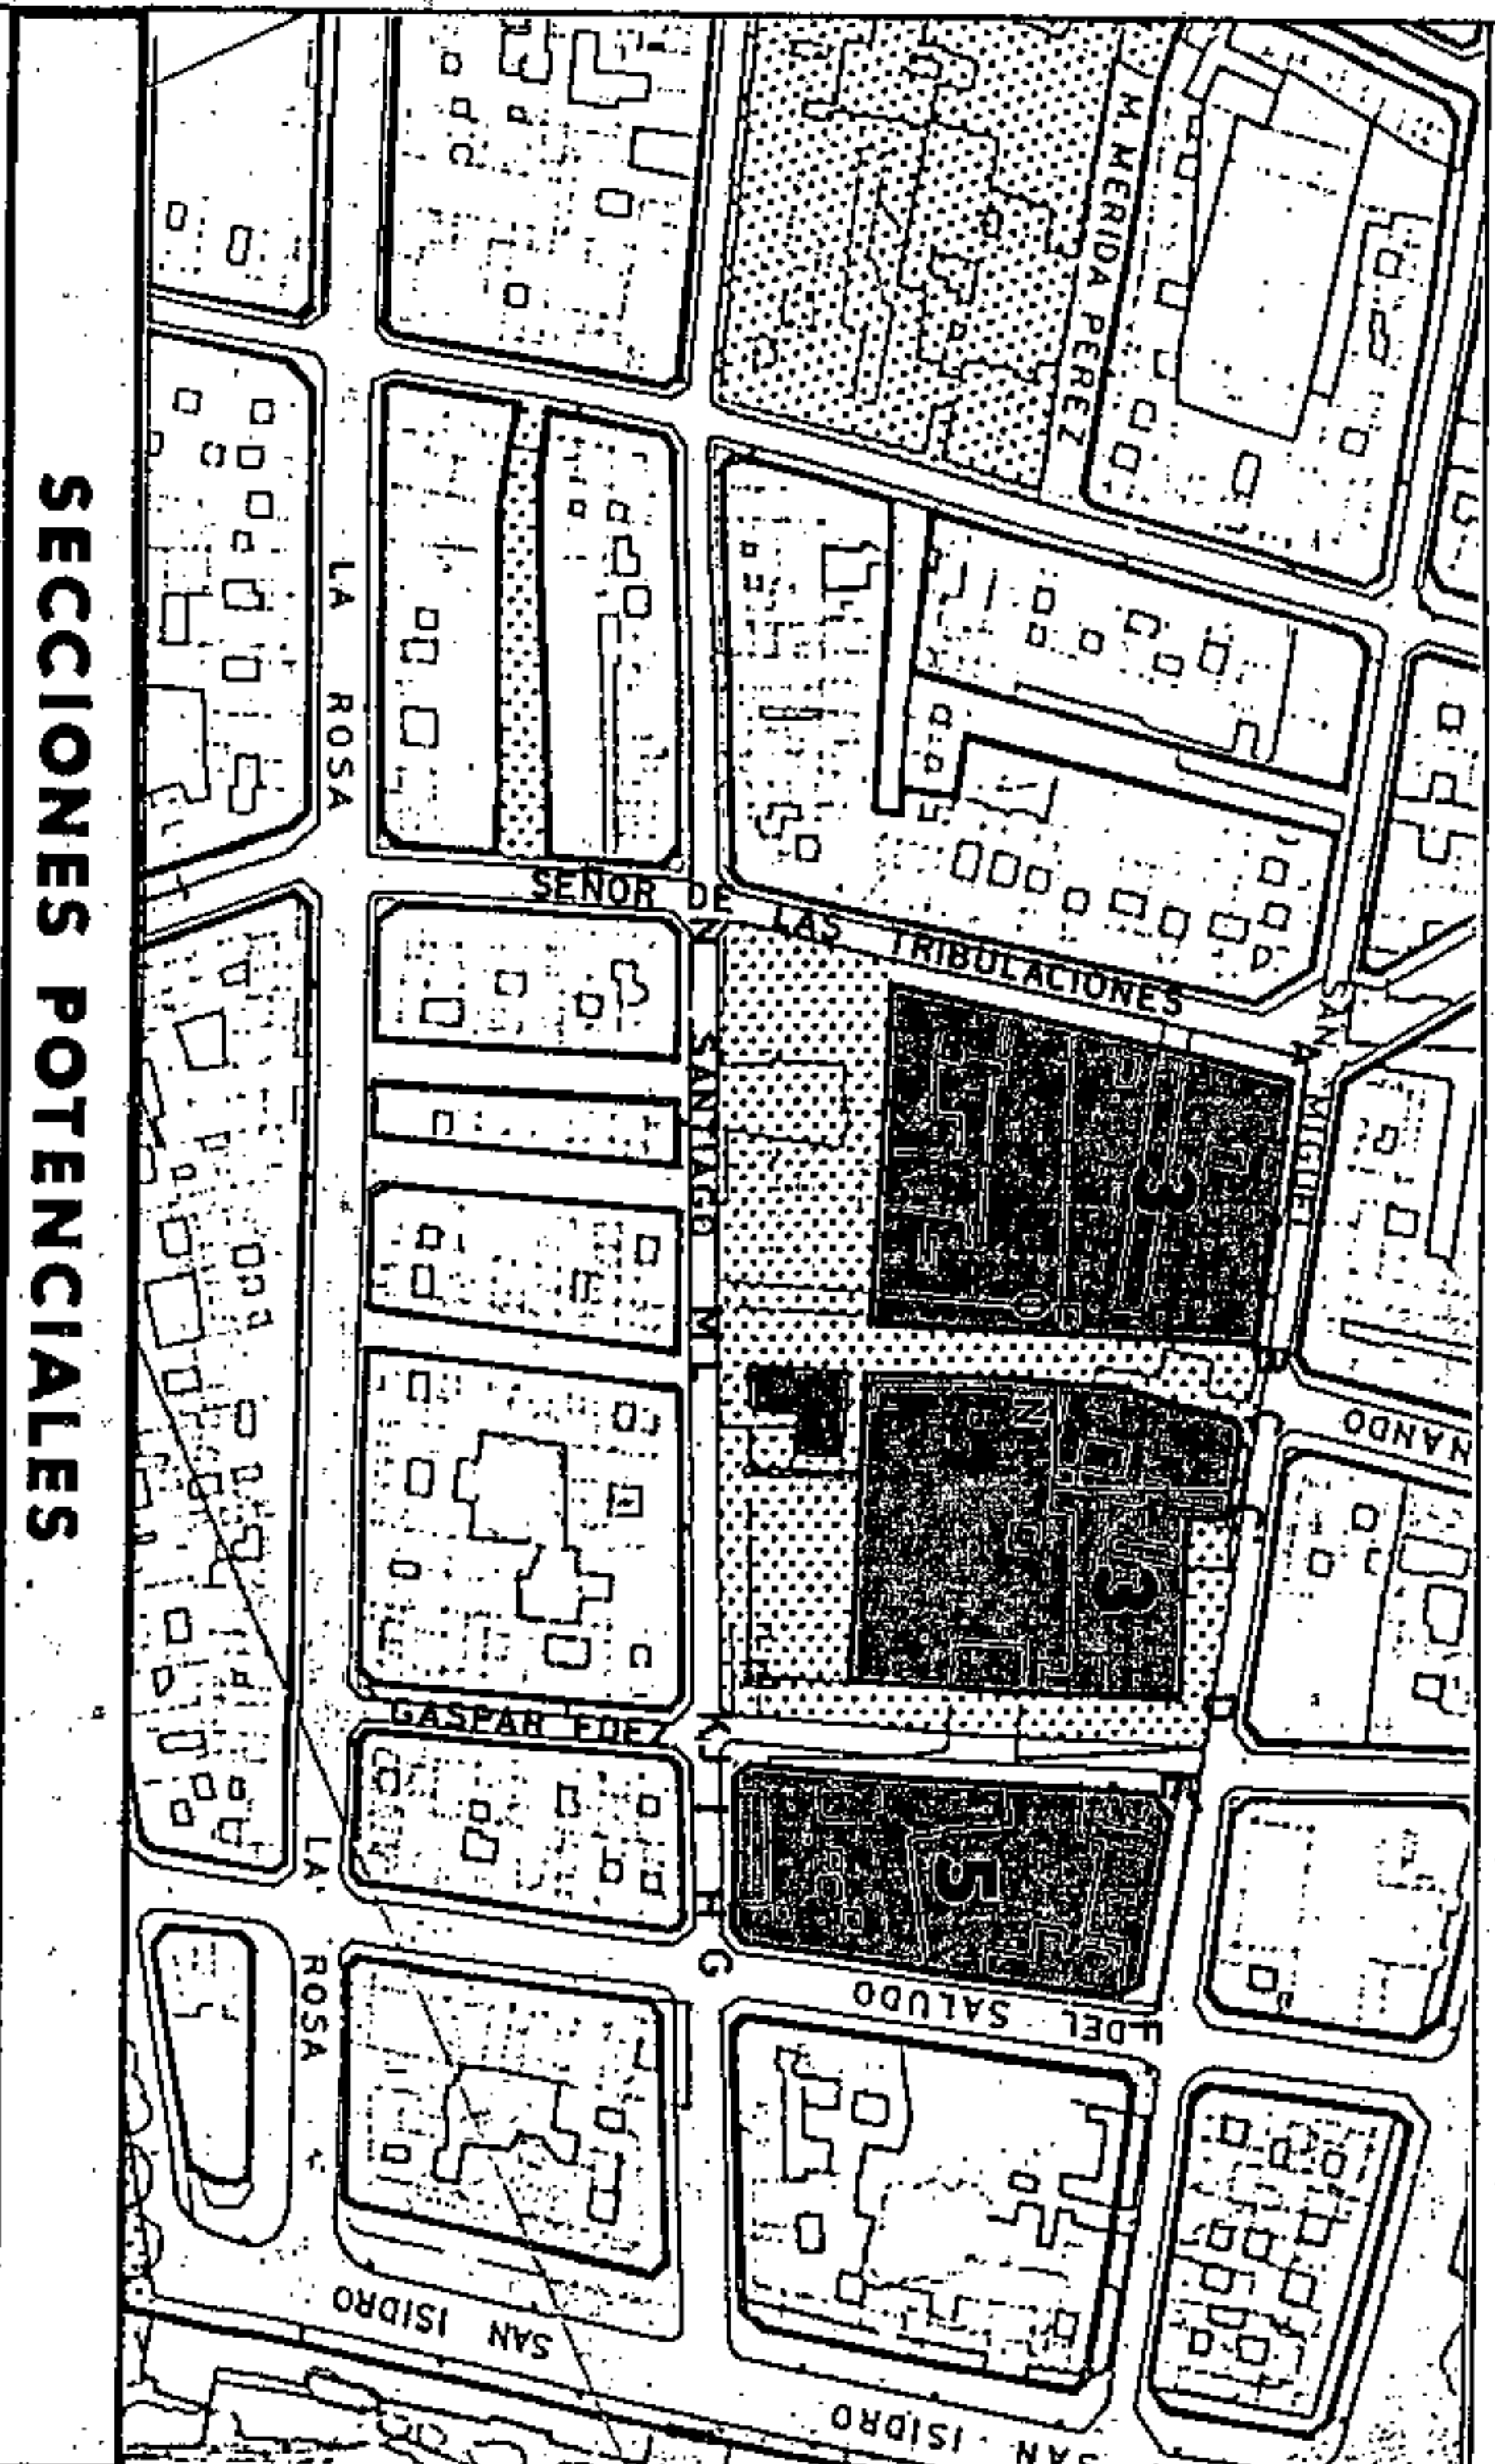 SECCIONES POTENCIALES
M. MERIDA PEREZ
LA ROSA
SEÑOR DE LAS TRIBULACIONES
SANTIAGO
SAN MIGUEL
3
NANDO
3
GASPAR FDEZ
5
DEL SALUDO
LA ROSA
SAN ISIDRO
SAN ISIDRO